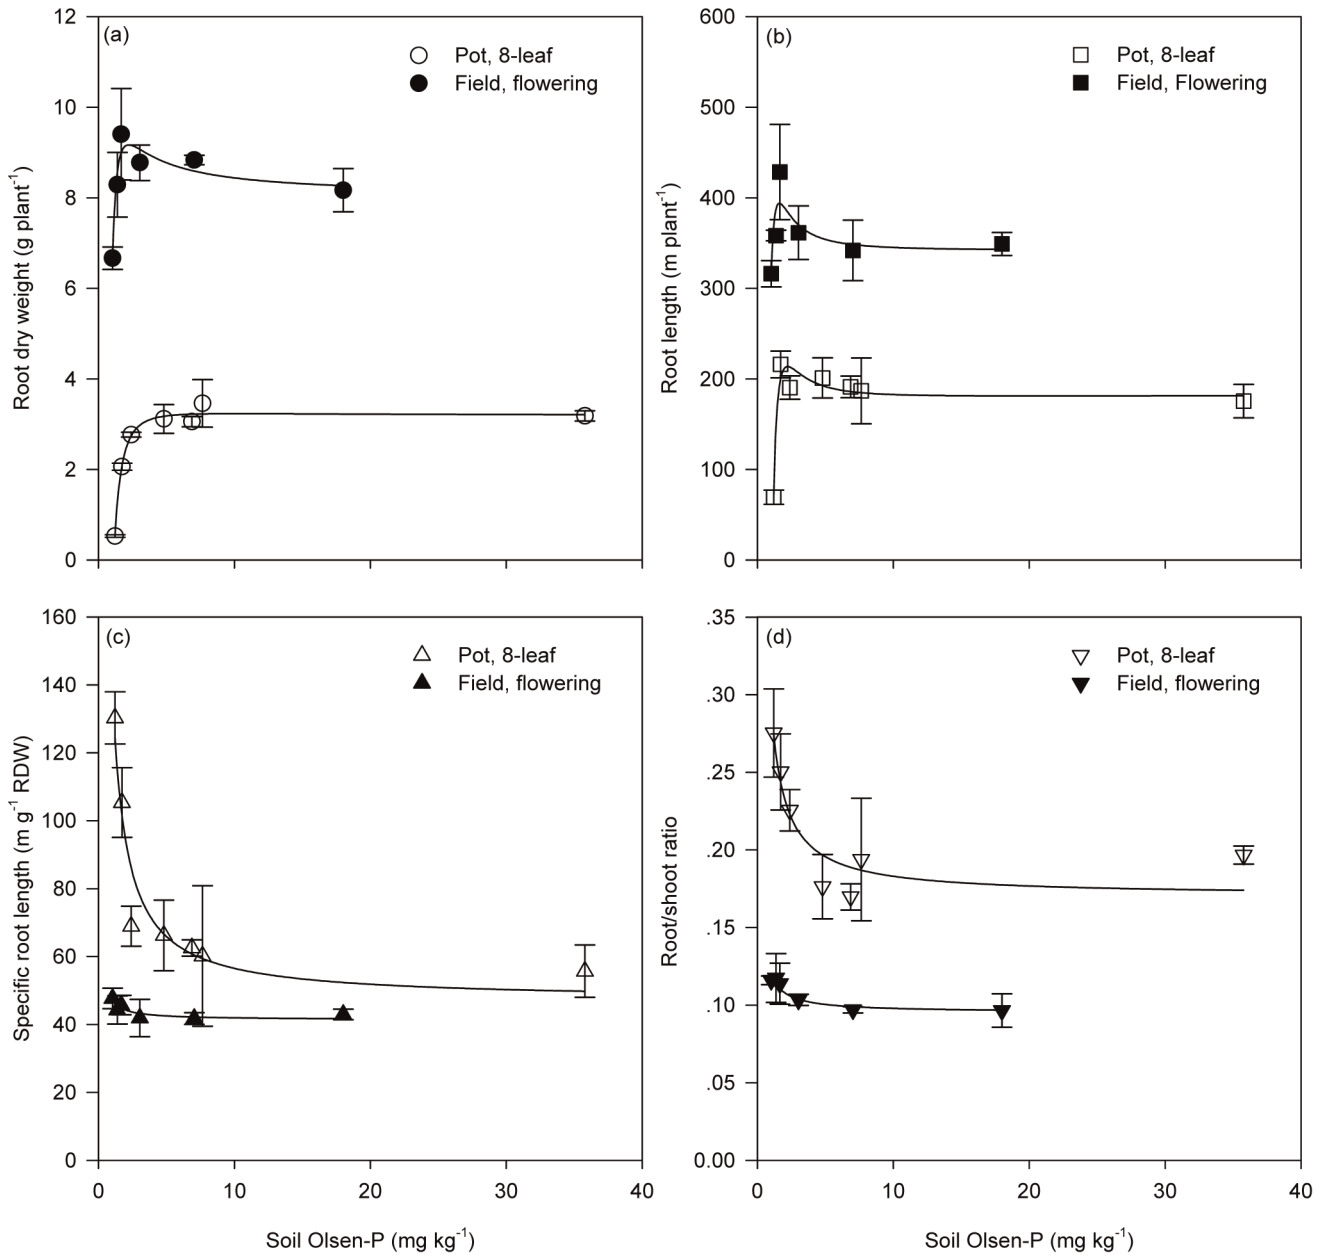 (a)
Pot, 8-leaf
Field, flowering
12
10
8
6
4
2
0
Root dry weight (g plant⁻¹)
(b)
Pot, 8-leaf
Field, Flowering
600
500
400
300
200
100
0
Root length (m plant⁻¹)
(c)
Pot, 8-leaf
Field, flowering
160
140
120
100
80
60
40
20
0
Specific root length (m g⁻¹ RDW)
0 10 20 30 40
Soil Olsen-P (mg kg⁻¹)
(d)
Pot, 8-leaf
Field, flowering
.35
.30
.25
.20
.15
.10
.05
0.00
Root/shoot ratio
0 10 20 30 40
Soil Olsen-P (mg kg⁻¹)